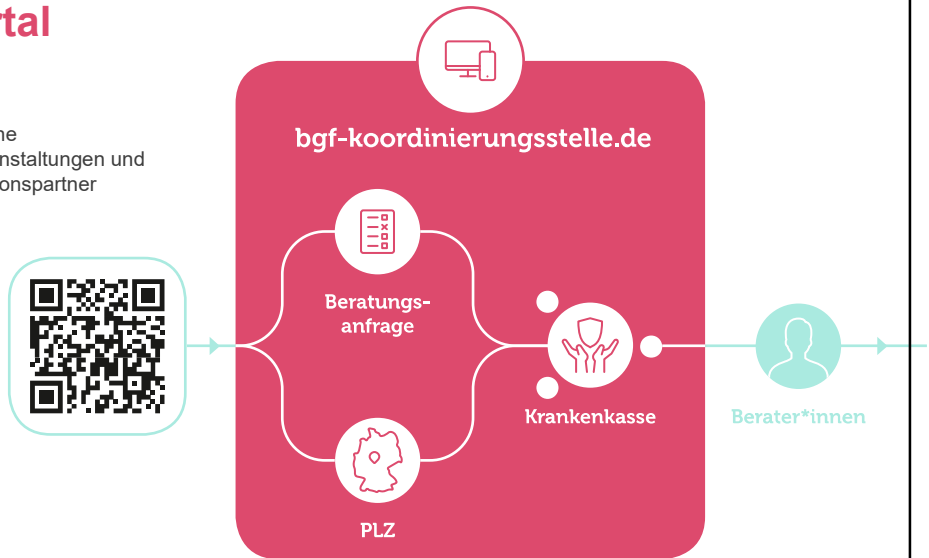 rtal
ne
nstaltungen und
onspartner
bgf-koordinierungsstelle.de
Beratungs-
anfrage
Krankenkasse
Berater*innen
PLZ